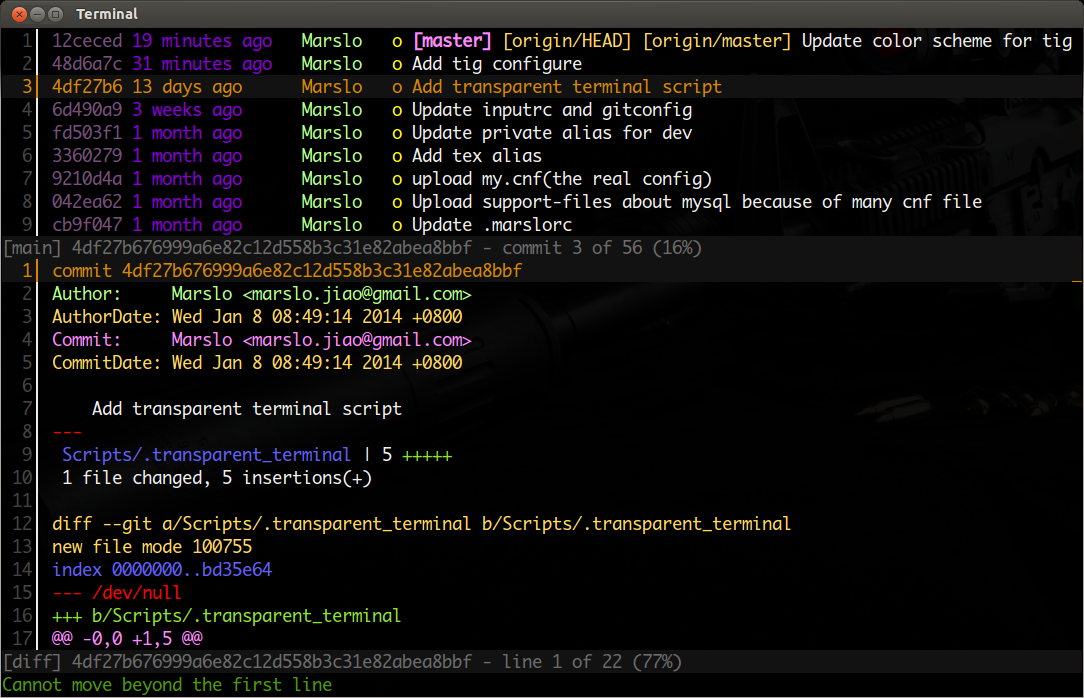 Terminal
1 12ceced 19 minutes ago Marslo o [master] [origin/HEAD] [origin/master] Update color scheme for tig
2 48d6a7c 31 minutes ago Marslo o Add tig configure
3 4df27b6 13 days ago Marslo o Add transparent terminal script
4 6d490a9 3 weeks ago Marslo o Update inputrc and gitconfig
5 fd503f1 1 month ago Marslo o Update private alias for dev
6 3360279 1 month ago Marslo o Add tex alias
7 9210d4a 1 month ago Marslo o upload my.cnf(the real config)
8 042ea62 1 month ago Marslo o Upload support-files about mysql because of many cnf file
9 cb9f047 1 month ago Marslo o Update .marslorc
[main] 4df27b676999a6e82c12d558b3c31e82abea8bbf - commit 3 of 56 (16%)
1 commit 4df27b676999a6e82c12d558b3c31e82abea8bbf
2 Author: Marslo <marslo.jiao@gmail.com>
3 AuthorDate: Wed Jan 8 08:49:14 2014 +0800
4 Commit: Marslo <marslo.jiao@gmail.com>
5 CommitDate: Wed Jan 8 08:49:14 2014 +0800
6
7 Add transparent terminal script
8 ---
9 Scripts/.transparent_terminal | 5 +++++
10 1 file changed, 5 insertions(+)
11
12 diff --git a/Scripts/.transparent_terminal b/Scripts/.transparent_terminal
13 new file mode 100755
14 index 0000000..bd35e64
15 --- /dev/null
16 +++ b/Scripts/.transparent_terminal
17 @@ -0,0 +1,5 @@
[diff] 4df27b676999a6e82c12d558b3c31e82abea8bbf - line 1 of 22 (77%)
Cannot move beyond the first line